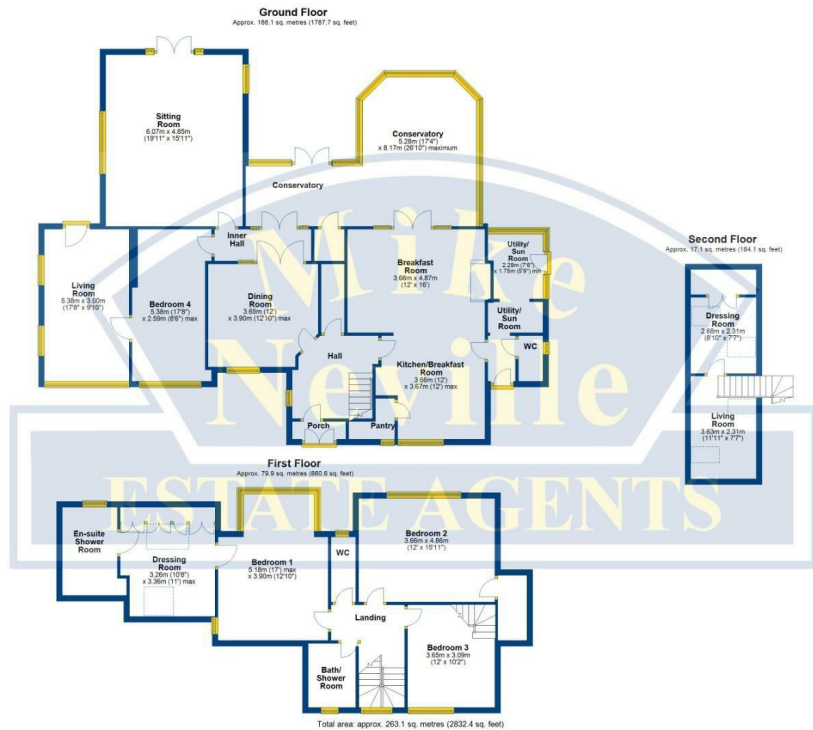 Ground Floor
Approx. 166.1 sq. metres (1787.7 sq. feet)
Sitting
Room
6.07m x 4.85m
(19'11" x 15'11")
Conservatory
5.28m (17'4")
x 8.17m (26'10") maximum
Conservatory
Inner
Hall
Living
Room
5.38m x 3.00m
(17'8" x 9'10")
Bedroom 4
5.38m (17'8")
x 2.59m (8'6") max
Dining
Room
3.65m (12')
x 3.90m (12'10") max
Breakfast
Room
3.66m x 4.87m
(12' x 16')
Utility/
Sun
Room
2.28m (7'6")
x 1.75m (5'9") min
Utility/
Sun
Room
WC
Hall
Kitchen/Breakfast
Room
3.66m (12')
x 3.67m (12') max
Porch
Pantry
Second Floor
Approx. 17.1 sq. metres (184.1 sq. feet)
Dressing
Room
2.68m x 2.31m
(8'10" x 7'7")
Living
Room
3.63m x 2.31m
(11'11" x 7'7")
Mike
Neville
ESTATE AGENTS
First Floor
Approx. 79.9 sq. metres (860.6 sq. feet)
En-suite
Shower
Room
Dressing
Room
3.26m (10'8")
x 3.36m (11') max
Bedroom 1
5.18m (17') max
x 3.90m (12'10")
WC
Bedroom 2
3.66m x 4.86m
(12' x 15'11")
Landing
Bath/
Shower
Room
Bedroom 3
3.65m x 3.09m
(12' x 10'2")
Total area: approx. 263.1 sq. metres (2832.4 sq. feet)